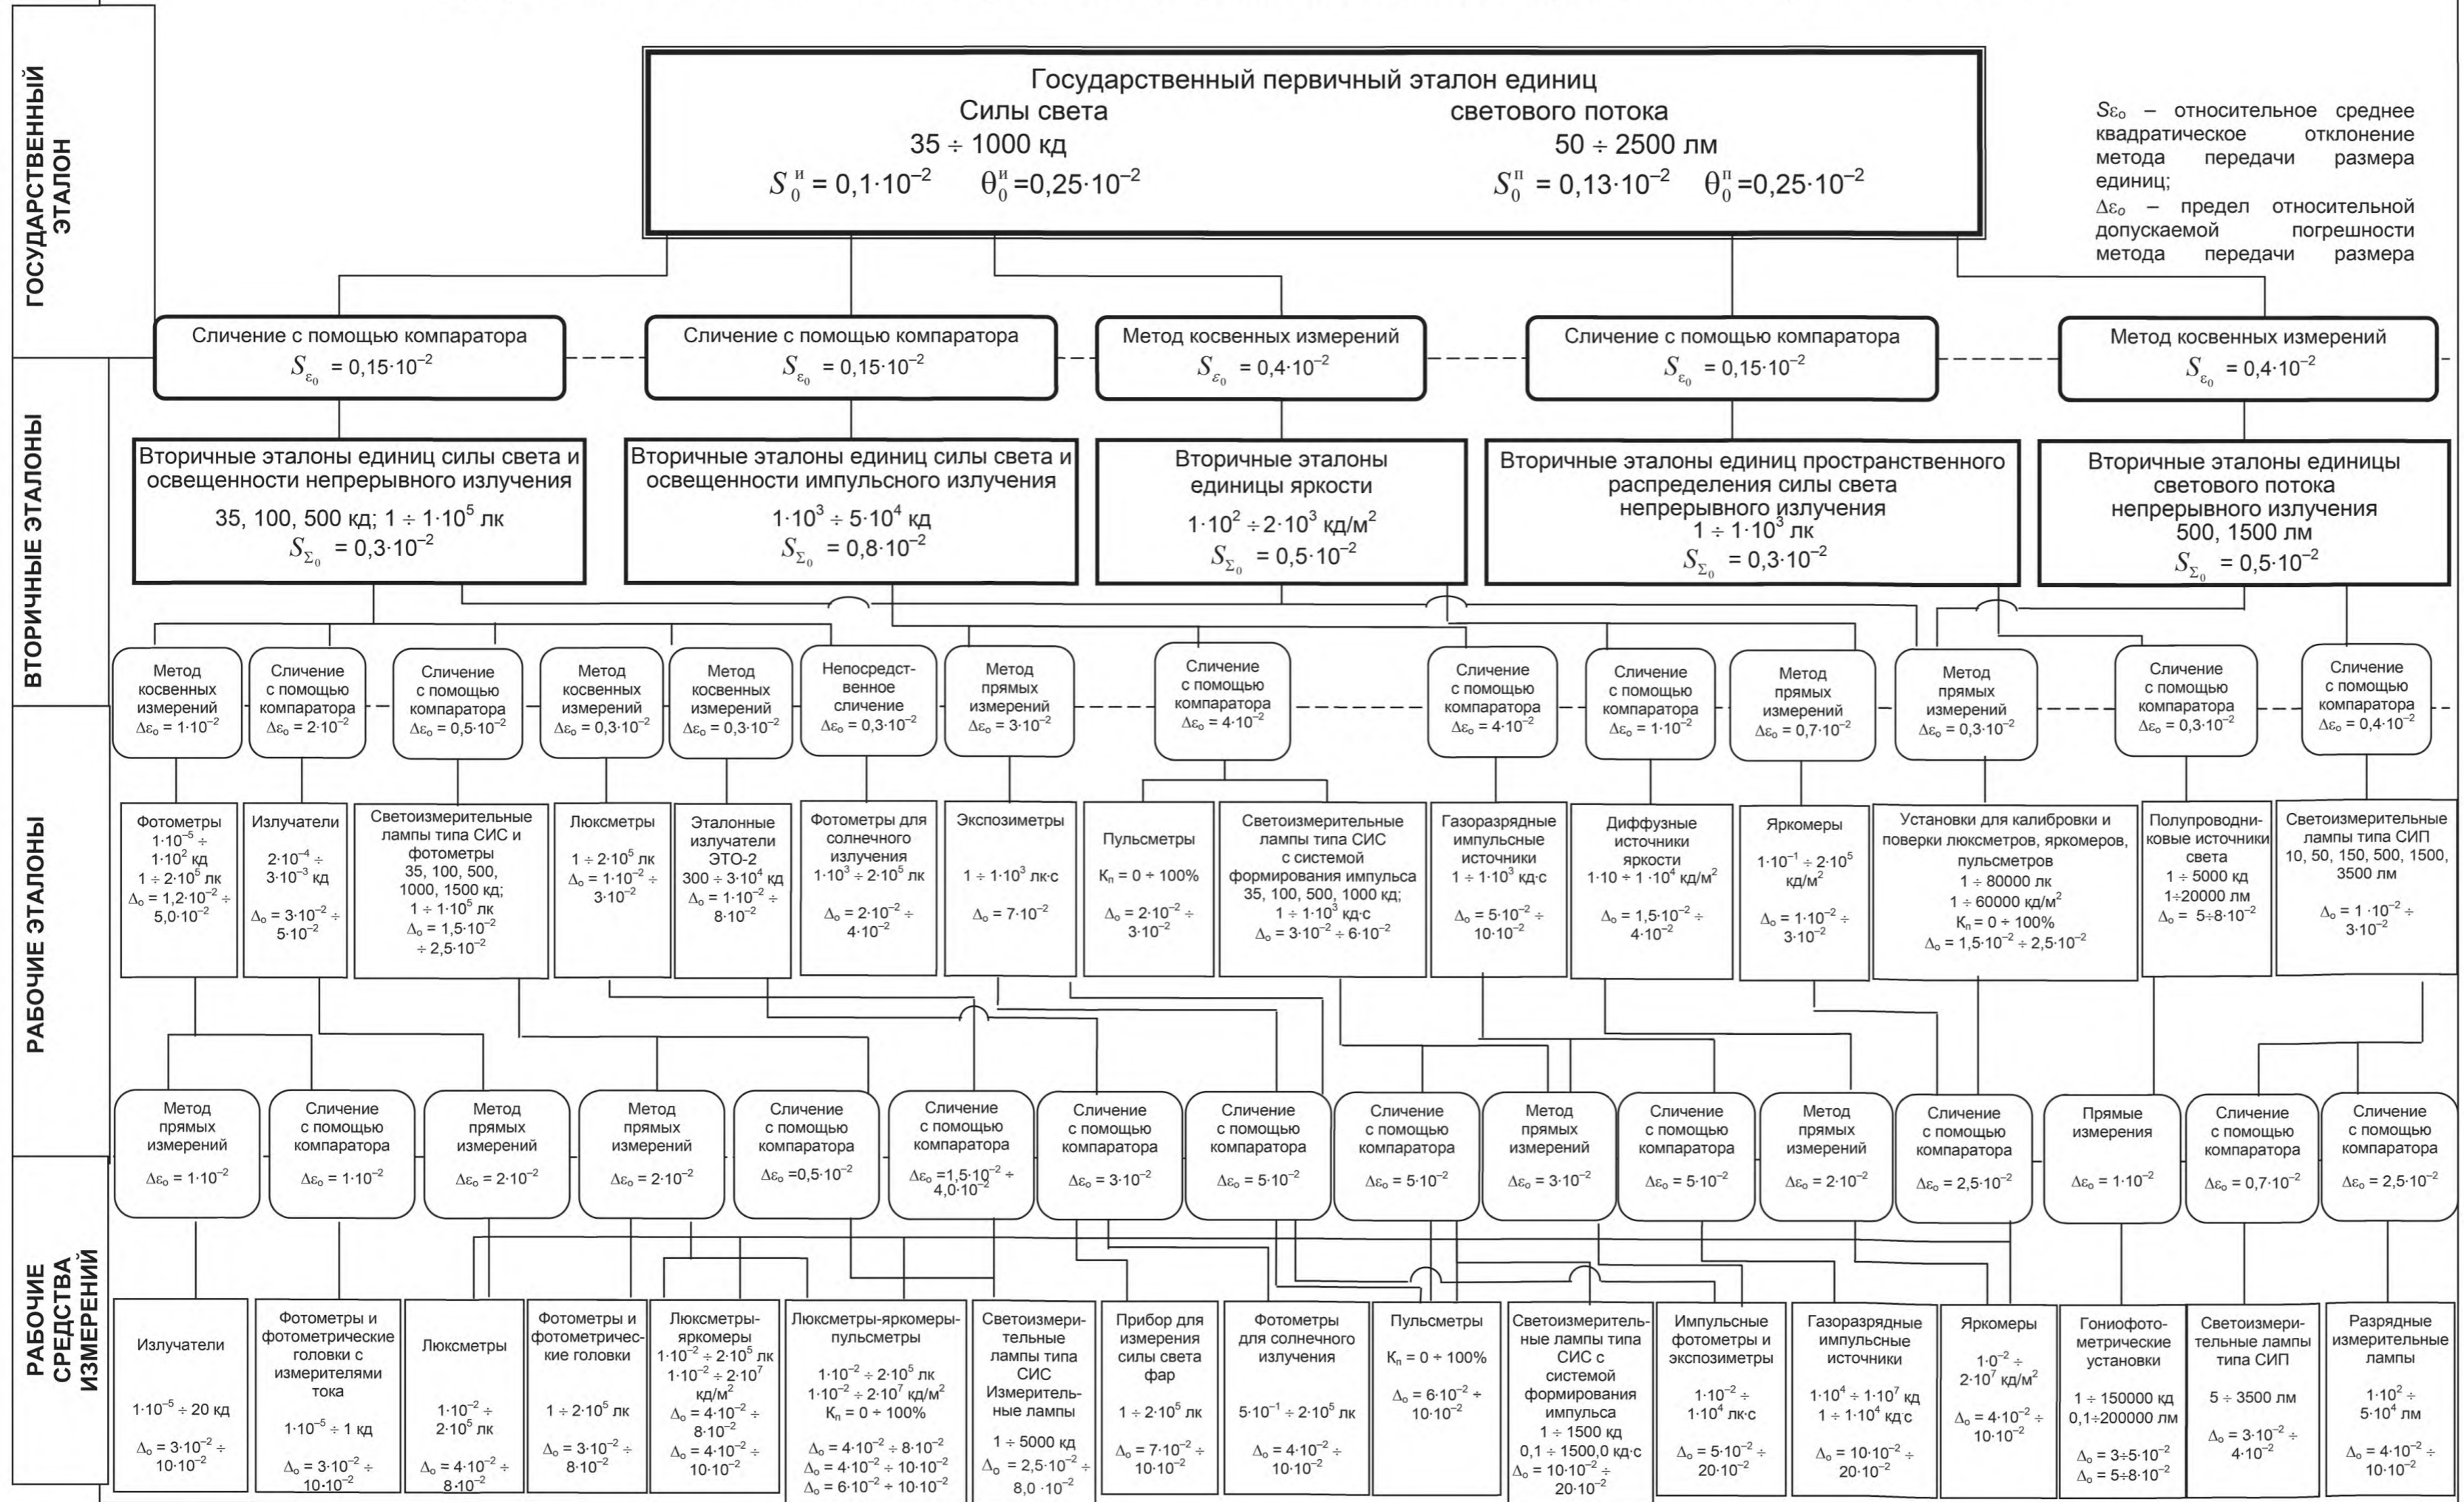 ГОСУДАРСТВЕННЫЙ
ЭТАЛОН
Государственный первичный эталон единиц
Силы света
светового потока
35 ÷ 1000 кд
50 ÷ 2500 лм
S₀ᴵ = 0,1·10⁻² θ₀ᴵ =0,25·10⁻²
S₀ᴾ = 0,13·10⁻² θ₀ᴾ =0,25·10⁻²
Sε₀ – относительное среднее
квадратическое отклонение
метода передачи размера
единиц;
Δε₀ – предел относительной
допускаемой погрешности
метода передачи размера
Сличение с помощью компаратора
Sε₀ = 0,15·10⁻²
Сличение с помощью компаратора
Sε₀ = 0,15·10⁻²
Метод косвенных измерений
Sε₀ = 0,4·10⁻²
Сличение с помощью компаратора
Sε₀ = 0,15·10⁻²
Метод косвенных измерений
Sε₀ = 0,4·10⁻²
ВТОРИЧНЫЕ ЭТАЛОНЫ
Вторичные эталоны единиц силы света и
освещенности непрерывного излучения
35, 100, 500 кд; 1 ÷ 1·10⁵ лк
SΣ₀ = 0,3·10⁻²
Вторичные эталоны единиц силы света и
освещенности импульсного излучения
1·10³ ÷ 5·10⁴ кд
SΣ₀ = 0,8·10⁻²
Вторичные эталоны
единицы яркости
1·10² ÷2·10³ кд/м²
SΣ₀ = 0,5·10⁻²
Вторичные эталоны единиц пространственного
распределения силы света
непрерывного излучения
1 ÷ 1·10³ лк
SΣ₀ = 0,3·10⁻²
Вторичные эталоны единицы
светового потока
непрерывного излучения
500, 1500 лм
SΣ₀ = 0,5·10⁻²
Метод
косвенных
измерений
Δε₀ = 1·10⁻²
Сличение
с помощью
компаратора
Δε₀ = 2·10⁻²
Сличение
с помощью
компаратора
Δε₀ = 0,5·10⁻²
Метод
косвенных
измерений
Δε₀ = 0,3·10⁻²
Метод
косвенных
измерений
Δε₀ = 0,3·10⁻²
Непосредст-
венное
сличение
Δε₀ = 0,3·10⁻²
Метод
прямых
измерений
Δε₀ = 3·10⁻²
Сличение
с помощью
компаратора
Δε₀ = 4·10⁻²
Сличение
с помощью
компаратора
Δε₀ = 4·10⁻²
Сличение
с помощью
компаратора
Δε₀ = 1·10⁻²
Метод
прямых
измерений
Δε₀ = 0,7·10⁻²
Метод
прямых
измерений
Δε₀ = 0,3·10⁻²
Сличение
с помощью
компаратора
Δε₀ = 0,3·10⁻²
Сличение
с помощью
компаратора
Δε₀ = 0,4·10⁻²
РАБОЧИЕ ЭТАЛОНЫ
Фотометры
1·10⁻⁵ ÷
1·10² кд
1 ÷ 2·10⁵ лк
Δ₀ = 1,2·10⁻² ÷
5,0·10⁻²
Излучатели
2·10⁻⁴ ÷
3·10⁻³ кд
Δ₀ = 3·10⁻² ÷
5·10⁻²
Светоизмерительные
лампы типа СИС и
фотометры
35, 100, 500,
1000, 1500 кд;
1 ÷ 1·10⁵ лк
Δ₀ = 1,5·10⁻²
÷ 2,5·10⁻²
Люксметры
1 ÷ 2·10⁵ лк
Δ₀ = 1·10⁻² ÷
3·10⁻²
Эталонные
излучатели
ЭТО-2
300 ÷ 3·10⁴ кд
Δ₀ = 1·10⁻² ÷
8·10⁻²
Фотометры для
солнечного
излучения
1·10³ ÷ 2·10⁵ лк
Δ₀ = 2·10⁻² ÷
4·10⁻²
Экспозиметры
1 ÷ 1·10³ лк·с
Δ₀ = 7·10⁻²
Пульсметры
Кп = 0 ÷ 100%
Δ₀ = 2·10⁻² ÷
3·10⁻²
Светоизмерительные
лампы типа СИС
с системой
формирования импульса
35, 100, 500, 1000 кд;
1 ÷ 1·10³ кд·с
Δ₀ = 3·10⁻² ÷ 6·10⁻²
Газоразрядные
импульсные
источники
1 ÷ 1·10³ кд·с
Δ₀ = 5·10⁻² ÷
10·10⁻²
Диффузные
источники
яркости
1·10 ÷ 1 ·10⁴ кд/м²
Δ₀ = 1,5·10⁻² ÷
4·10⁻²
Яркомеры
1·10⁻¹ ÷ 2·10⁵
кд/м²
Δ₀ = 1·10⁻² ÷
3·10⁻²
Установки для калибровки и
поверки люксметров, яркомеров,
пульсметров
1 ÷ 80000 лк
1 ÷ 60000 кд/м²
Кп = 0 ÷ 100%
Δ₀ = 1,5·10⁻² ÷ 2,5·10⁻²
Полупроводни-
ковые источники
света
1 ÷ 5000 кд
1÷20000 лм
Δ₀ = 5÷8·10⁻²
Светоизмерительные
лампы типа СИП
10, 50, 150, 500, 1500,
3500 лм
Δ₀ = 1 ·10⁻² ÷
3·10⁻²
Метод
прямых
измерений
Δε₀ = 1·10⁻²
Сличение
с помощью
компаратора
Δε₀ = 1·10⁻²
Метод
прямых
измерений
Δε₀ = 2·10⁻²
Метод
прямых
измерений
Δε₀ = 2·10⁻²
Сличение
с помощью
компаратора
Δε₀ =0,5·10⁻²
Сличение
с помощью
компаратора
Δε₀ =1,5·10⁻² ÷
4,0·10⁻²
Сличение
с помощью
компаратора
Δε₀ = 3·10⁻²
Сличение
с помощью
компаратора
Δε₀ = 5·10⁻²
Сличение
с помощью
компаратора
Δε₀ = 5·10⁻²
Метод
прямых
измерений
Δε₀ = 3·10⁻²
Сличение
с помощью
компаратора
Δε₀ = 5·10⁻²
Метод
прямых
измерений
Δε₀ = 2·10⁻²
Сличение
с помощью
компаратора
Δε₀ = 2,5·10⁻²
Прямые
измерения
Δε₀ = 1·10⁻²
Сличение
с помощью
компаратора
Δε₀ = 0,7·10⁻²
Сличение
с помощью
компаратора
Δε₀ = 2,5·10⁻²
РАБОЧИЕ
СРЕДСТВА
ИЗМЕРЕНИЙ
Излучатели
1·10⁻⁵ ÷ 20 кд
Δ₀ = 3·10⁻² ÷
10·10⁻²
Фотометры и
фотометрические
головки с
измерителями
тока
1·10⁻⁵ ÷ 1 кд
Δ₀ = 3·10⁻² ÷
10·10⁻²
Люксметры
1·10⁻² ÷
2·10⁵ лк
Δ₀ = 4·10⁻² ÷
8·10⁻²
Фотометры и
фотометричес-
кие головки
1 ÷ 2·10⁵ лк
Δ₀ = 3·10⁻² ÷
8·10⁻²
Люксметры-
яркомеры
1·10⁻² ÷ 2·10⁵ лк
1·10⁻² ÷ 2·10⁷
кд/м²
Δ₀ = 4·10⁻² ÷
8·10⁻²
Δ₀ = 4·10⁻² ÷
10·10⁻²
Люксметры-яркомеры-
пульсметры
1·10⁻² ÷ 2·10⁵ лк
1·10⁻² ÷ 2·10⁷ кд/м²
Кп = 0 ÷ 100%
Δ₀ = 4·10⁻² ÷ 8·10⁻²
Δ₀ = 4·10⁻² ÷ 10·10⁻²
Δ₀ = 6·10⁻² ÷ 10·10⁻²
Светоизмери-
тельные
лампы типа
СИС
Измеритель-
ные лампы
1 ÷ 5000 кд
Δ₀ = 2,5·10⁻² ÷
8,0 ·10⁻²
Прибор для
измерения
силы света
фар
1 ÷ 2·10⁵ лк
Δ₀ = 7·10⁻² ÷
10·10⁻²
Фотометры
для солнечного
излучения
5·10⁻¹ ÷ 2·10⁵ лк
Δ₀ = 4·10⁻² ÷
10·10⁻²
Пульсметры
Кп = 0 ÷ 100%
Δ₀ = 6·10⁻² ÷
10·10⁻²
Светоизмеритель-
ные лампы типа
СИС с
системой
формирования
импульса
1 ÷ 1500 кд
0,1 ÷ 1500,0 кд·с
Δ₀ = 10·10⁻² ÷
20·10⁻²
Импульсные
фотометры и
экспозиметры
1·10⁻² ÷
1·10⁴ лк·с
Δ₀ = 5·10⁻² ÷
20·10⁻²
Газоразрядные
импульсные
источники
1·10⁴ ÷ 1·10⁷ кд
1 ÷ 1·10⁴ кд·с
Δ₀ = 10·10⁻² ÷
20·10⁻²
Яркомеры
1·0⁻² ÷
2·10⁷ кд/м²
Δ₀ = 4·10⁻² ÷
10·10⁻²
Гониофото-
метрические
установки
1 ÷ 150000 кд
0,1÷200000 лм
Δ₀ = 3÷5·10⁻²
Δ₀ = 5÷8·10⁻²
Светоизмери-
тельные лампы
типа СИП
5 ÷ 3500 лм
Δ₀ = 3·10⁻² ÷
4·10⁻²
Разрядные
измерительные
лампы
1·10² ÷
5·10⁴ лм
Δ₀ = 4·10⁻² ÷
10·10⁻²